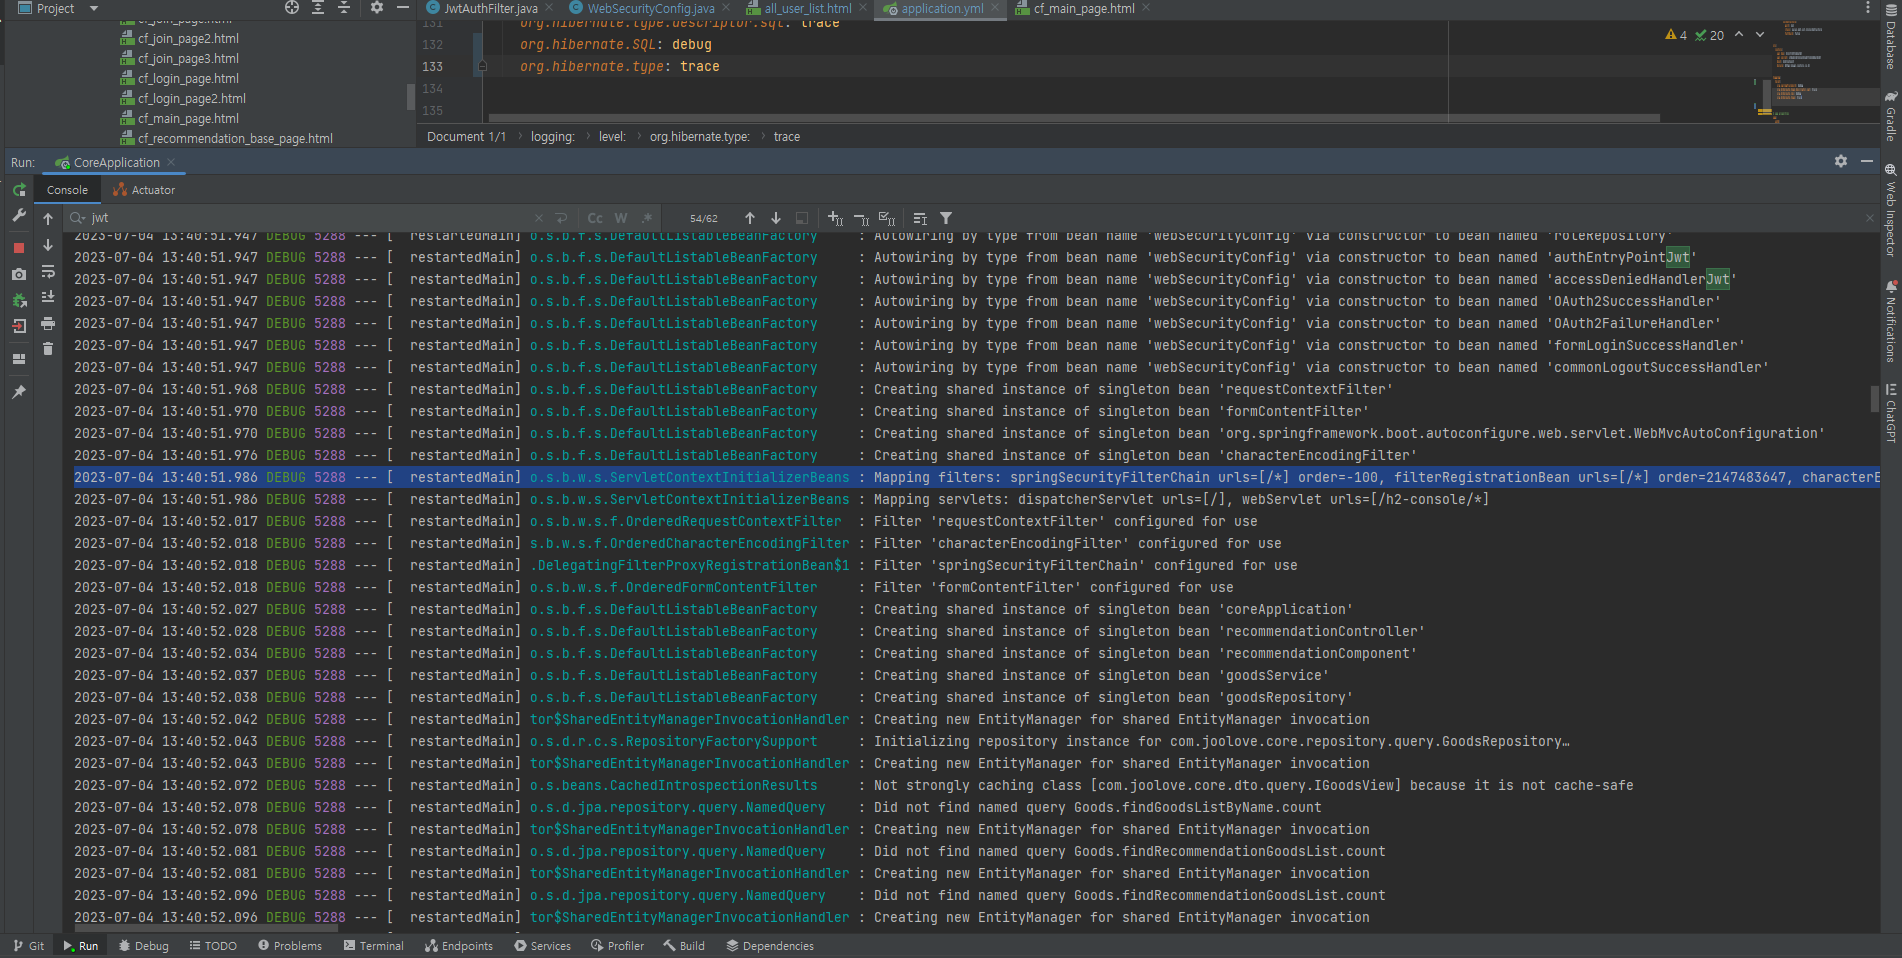 Project
JwtAuthFilter.java
WebSecurityConfig.java
all_user_list.html
application.yml
cf_main_page.html
cf_join_page2.html
cf_join_page3.html
cf_login_page.html
cf_login_page2.html
cf_main_page.html
cf_recommendation_base_page.html
131 org.hibernate.type.descriptor.sql: trace
132 org.hibernate.SQL: debug
133 org.hibernate.type: trace
134
135
4 20
Document 1/1 › logging: › level: › org.hibernate.type: › trace
Run: CoreApplication
Console Actuator
jwt Cc W .* 54/62
2023-07-04 13:40:51.947 DEBUG 5288 --- [  restartedMain] o.s.b.f.s.DefaultListableBeanFactory : Autowiring by type from bean name 'webSecurityConfig' via constructor to bean named 'roleRepository'
2023-07-04 13:40:51.947 DEBUG 5288 --- [  restartedMain] o.s.b.f.s.DefaultListableBeanFactory : Autowiring by type from bean name 'webSecurityConfig' via constructor to bean named 'authEntryPointJwt'
2023-07-04 13:40:51.947 DEBUG 5288 --- [  restartedMain] o.s.b.f.s.DefaultListableBeanFactory : Autowiring by type from bean name 'webSecurityConfig' via constructor to bean named 'accessDeniedHandlerJwt'
2023-07-04 13:40:51.947 DEBUG 5288 --- [  restartedMain] o.s.b.f.s.DefaultListableBeanFactory : Autowiring by type from bean name 'webSecurityConfig' via constructor to bean named 'OAuth2SuccessHandler'
2023-07-04 13:40:51.947 DEBUG 5288 --- [  restartedMain] o.s.b.f.s.DefaultListableBeanFactory : Autowiring by type from bean name 'webSecurityConfig' via constructor to bean named 'OAuth2FailureHandler'
2023-07-04 13:40:51.947 DEBUG 5288 --- [  restartedMain] o.s.b.f.s.DefaultListableBeanFactory : Autowiring by type from bean name 'webSecurityConfig' via constructor to bean named 'formLoginSuccessHandler'
2023-07-04 13:40:51.947 DEBUG 5288 --- [  restartedMain] o.s.b.f.s.DefaultListableBeanFactory : Autowiring by type from bean name 'webSecurityConfig' via constructor to bean named 'commonLogoutSuccessHandler'
2023-07-04 13:40:51.968 DEBUG 5288 --- [  restartedMain] o.s.b.f.s.DefaultListableBeanFactory : Creating shared instance of singleton bean 'requestContextFilter'
2023-07-04 13:40:51.970 DEBUG 5288 --- [  restartedMain] o.s.b.f.s.DefaultListableBeanFactory : Creating shared instance of singleton bean 'formContentFilter'
2023-07-04 13:40:51.970 DEBUG 5288 --- [  restartedMain] o.s.b.f.s.DefaultListableBeanFactory : Creating shared instance of singleton bean 'org.springframework.boot.autoconfigure.web.servlet.WebMvcAutoConfiguration'
2023-07-04 13:40:51.976 DEBUG 5288 --- [  restartedMain] o.s.b.f.s.DefaultListableBeanFactory : Creating shared instance of singleton bean 'characterEncodingFilter'
2023-07-04 13:40:51.986 DEBUG 5288 --- [  restartedMain] o.s.b.w.s.ServletContextInitializerBeans : Mapping filters: springSecurityFilterChain urls=[/*] order=-100, filterRegistrationBean urls=[/*] order=2147483647, characterE
2023-07-04 13:40:51.986 DEBUG 5288 --- [  restartedMain] o.s.b.w.s.ServletContextInitializerBeans : Mapping servlets: dispatcherServlet urls=[/], webServlet urls=[/h2-console/*]
2023-07-04 13:40:52.017 DEBUG 5288 --- [  restartedMain] o.s.b.w.s.f.OrderedRequestContextFilter : Filter 'requestContextFilter' configured for use
2023-07-04 13:40:52.018 DEBUG 5288 --- [  restartedMain] s.b.w.s.f.OrderedCharacterEncodingFilter : Filter 'characterEncodingFilter' configured for use
2023-07-04 13:40:52.018 DEBUG 5288 --- [  restartedMain] .DelegatingFilterProxyRegistrationBean$1 : Filter 'springSecurityFilterChain' configured for use
2023-07-04 13:40:52.018 DEBUG 5288 --- [  restartedMain] o.s.b.w.s.f.OrderedFormContentFilter : Filter 'formContentFilter' configured for use
2023-07-04 13:40:52.027 DEBUG 5288 --- [  restartedMain] o.s.b.f.s.DefaultListableBeanFactory : Creating shared instance of singleton bean 'coreApplication'
2023-07-04 13:40:52.028 DEBUG 5288 --- [  restartedMain] o.s.b.f.s.DefaultListableBeanFactory : Creating shared instance of singleton bean 'recommendationController'
2023-07-04 13:40:52.034 DEBUG 5288 --- [  restartedMain] o.s.b.f.s.DefaultListableBeanFactory : Creating shared instance of singleton bean 'recommendationComponent'
2023-07-04 13:40:52.037 DEBUG 5288 --- [  restartedMain] o.s.b.f.s.DefaultListableBeanFactory : Creating shared instance of singleton bean 'goodsService'
2023-07-04 13:40:52.038 DEBUG 5288 --- [  restartedMain] o.s.b.f.s.DefaultListableBeanFactory : Creating shared instance of singleton bean 'goodsRepository'
2023-07-04 13:40:52.042 DEBUG 5288 --- [  restartedMain] tor$SharedEntityManagerInvocationHandler : Creating new EntityManager for shared EntityManager invocation
2023-07-04 13:40:52.043 DEBUG 5288 --- [  restartedMain] o.s.d.r.c.s.RepositoryFactorySupport : Initializing repository instance for com.joolove.core.repository.query.GoodsRepository…
2023-07-04 13:40:52.043 DEBUG 5288 --- [  restartedMain] tor$SharedEntityManagerInvocationHandler : Creating new EntityManager for shared EntityManager invocation
2023-07-04 13:40:52.072 DEBUG 5288 --- [  restartedMain] o.s.beans.CachedIntrospectionResults : Not strongly caching class [com.joolove.core.dto.query.IGoodsView] because it is not cache-safe
2023-07-04 13:40:52.078 DEBUG 5288 --- [  restartedMain] o.s.d.jpa.repository.query.NamedQuery : Did not find named query Goods.findGoodsListByName.count
2023-07-04 13:40:52.078 DEBUG 5288 --- [  restartedMain] tor$SharedEntityManagerInvocationHandler : Creating new EntityManager for shared EntityManager invocation
2023-07-04 13:40:52.081 DEBUG 5288 --- [  restartedMain] o.s.d.jpa.repository.query.NamedQuery : Did not find named query Goods.findRecommendationGoodsList.count
2023-07-04 13:40:52.081 DEBUG 5288 --- [  restartedMain] tor$SharedEntityManagerInvocationHandler : Creating new EntityManager for shared EntityManager invocation
2023-07-04 13:40:52.096 DEBUG 5288 --- [  restartedMain] o.s.d.jpa.repository.query.NamedQuery : Did not find named query Goods.findRecommendationGoodsList.count
2023-07-04 13:40:52.096 DEBUG 5288 --- [  restartedMain] tor$SharedEntityManagerInvocationHandler : Creating new EntityManager for shared EntityManager invocation
Git Run Debug TODO Problems Terminal Endpoints Services Profiler Build Dependencies
Database
Gradle
Web Inspector
Notifications
ChatGPT